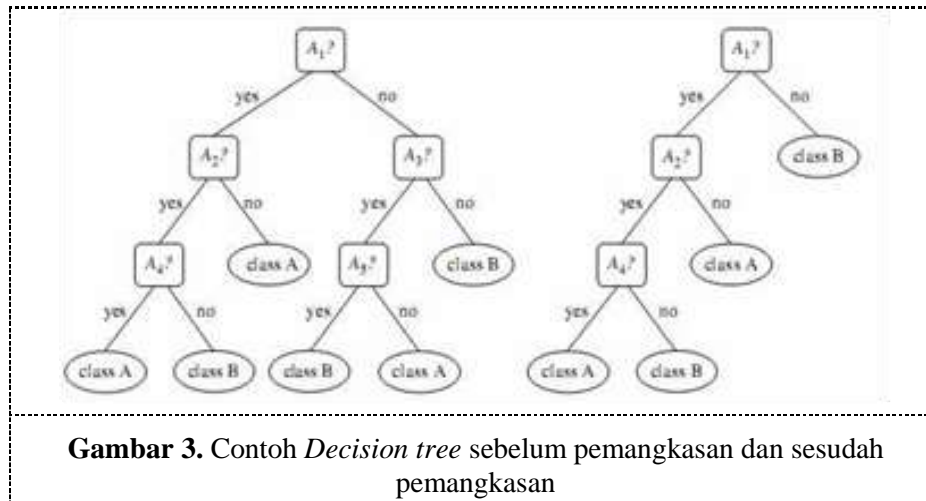 A₁? A₁?
yes no yes no
A₂? A₃? A₂? class B
yes no yes no yes no
A₄? class A A₅? class B A₄? class A
yes no yes no yes no
class A class B class B class A class A class B
Gambar 3. Contoh Decision tree sebelum pemangkasan dan sesudah
pemangkasan